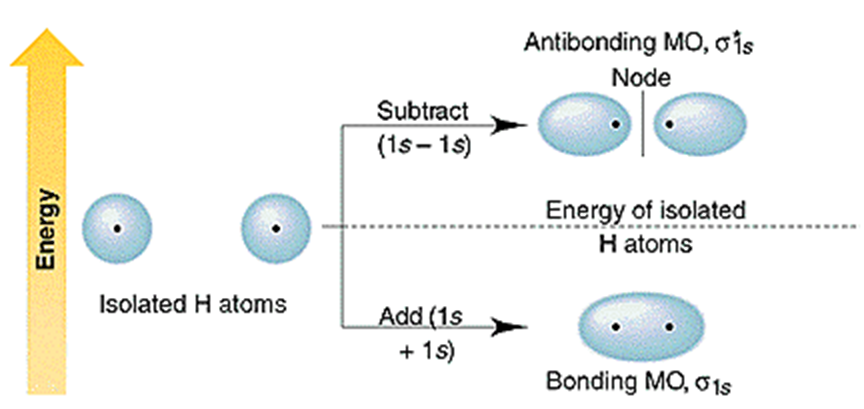 Antibonding MO, σ*1s
Node
Subtract
(1s – 1s)
Energy
Energy of isolated
H atoms
Isolated H atoms
Add (1s
+ 1s)
Bonding MO, σ1s